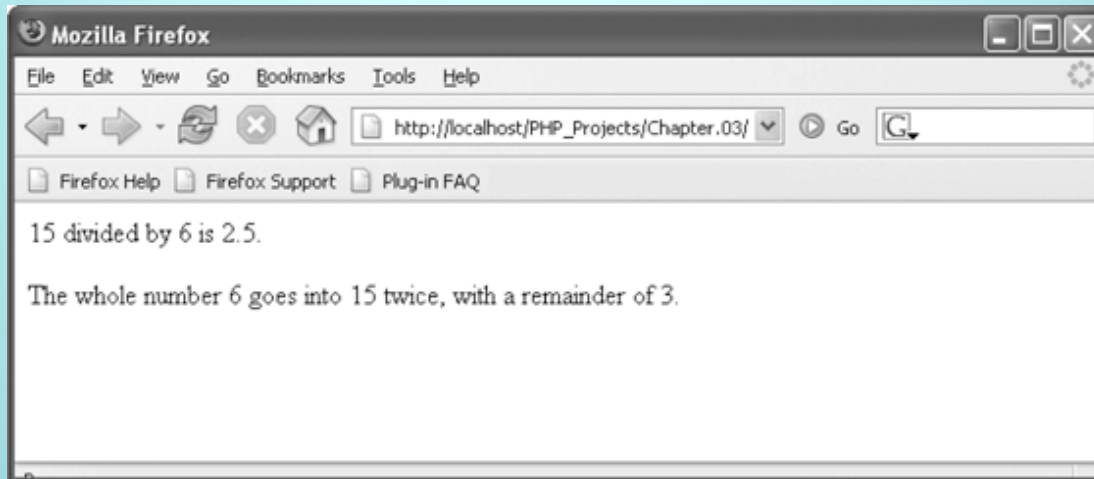 Mozilla Firefox
File Edit View Go Bookmarks Tools Help
http://localhost/PHP_Projects/Chapter.03/ Go G
Firefox Help Firefox Support Plug-in FAQ
15 divided by 6 is 2.5.
The whole number 6 goes into 15 twice, with a remainder of 3.